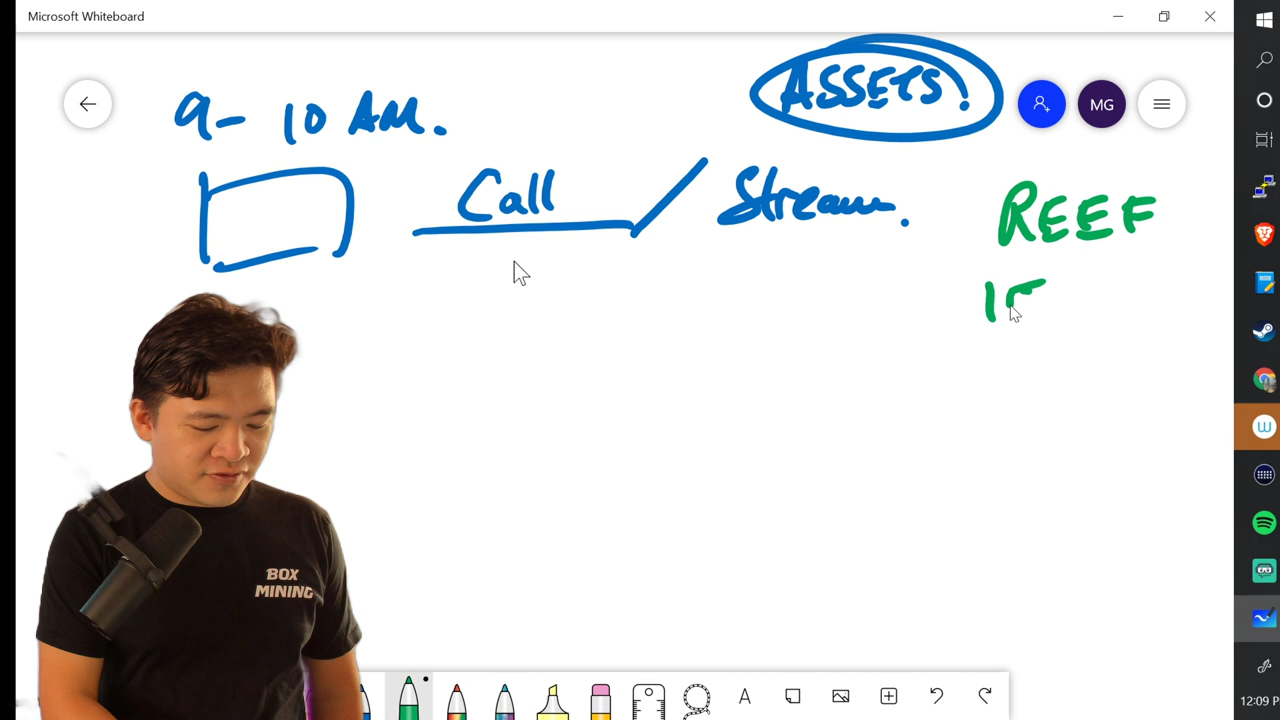 Microsoft Whiteboard
9- 10 AM.
ASSETS!
MG
Call
Stream.
REEF
BOX
MINING
A
W
12:09 P